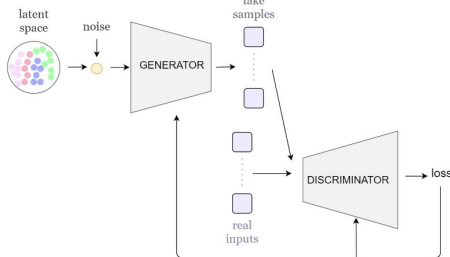 latent
space
noise
fake
samples
GENERATOR
DISCRIMINATOR
loss
real
inputs